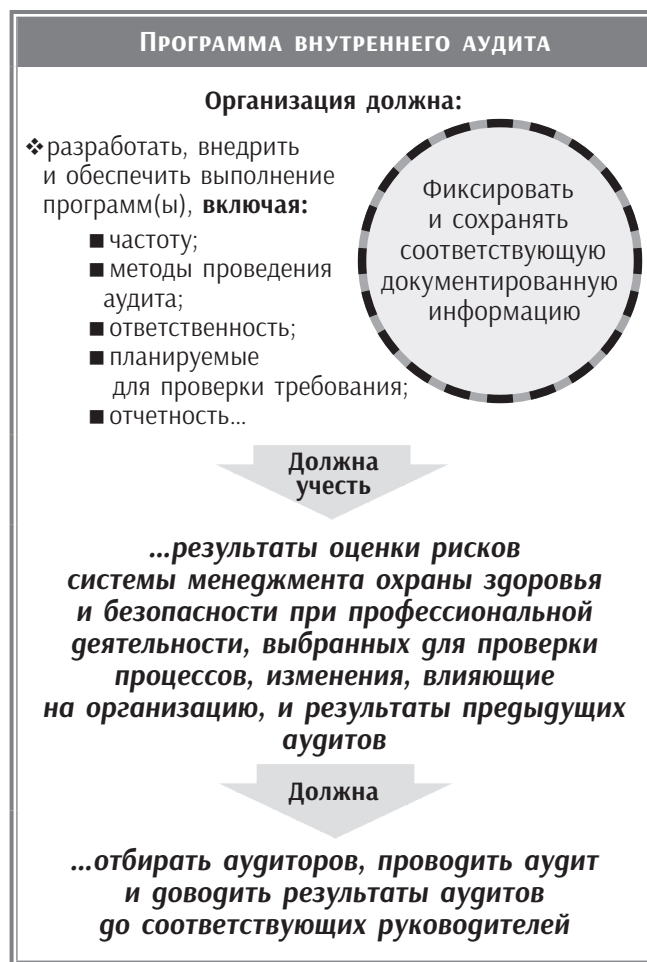 Программа внутреннего аудита
Организация должна:
❖разработать, внедрить
и обеспечить выполнение
программ(ы), включая:
■ частоту;
■ методы проведения
аудита;
■ ответственность;
■ планируемые
для проверки требования;
■ отчетность...
Фиксировать
и сохранять
соответствующую
документированную
информацию
Должна
учесть
...результаты оценки рисков
системы менеджмента охраны здоровья
и безопасности при профессиональной
деятельности, выбранных для проверки
процессов, изменения, влияющие
на организацию, и результаты предыдущих
аудитов
Должна
...отбирать аудиторов, проводить аудит
и доводить результаты аудитов
до соответствующих руководителей